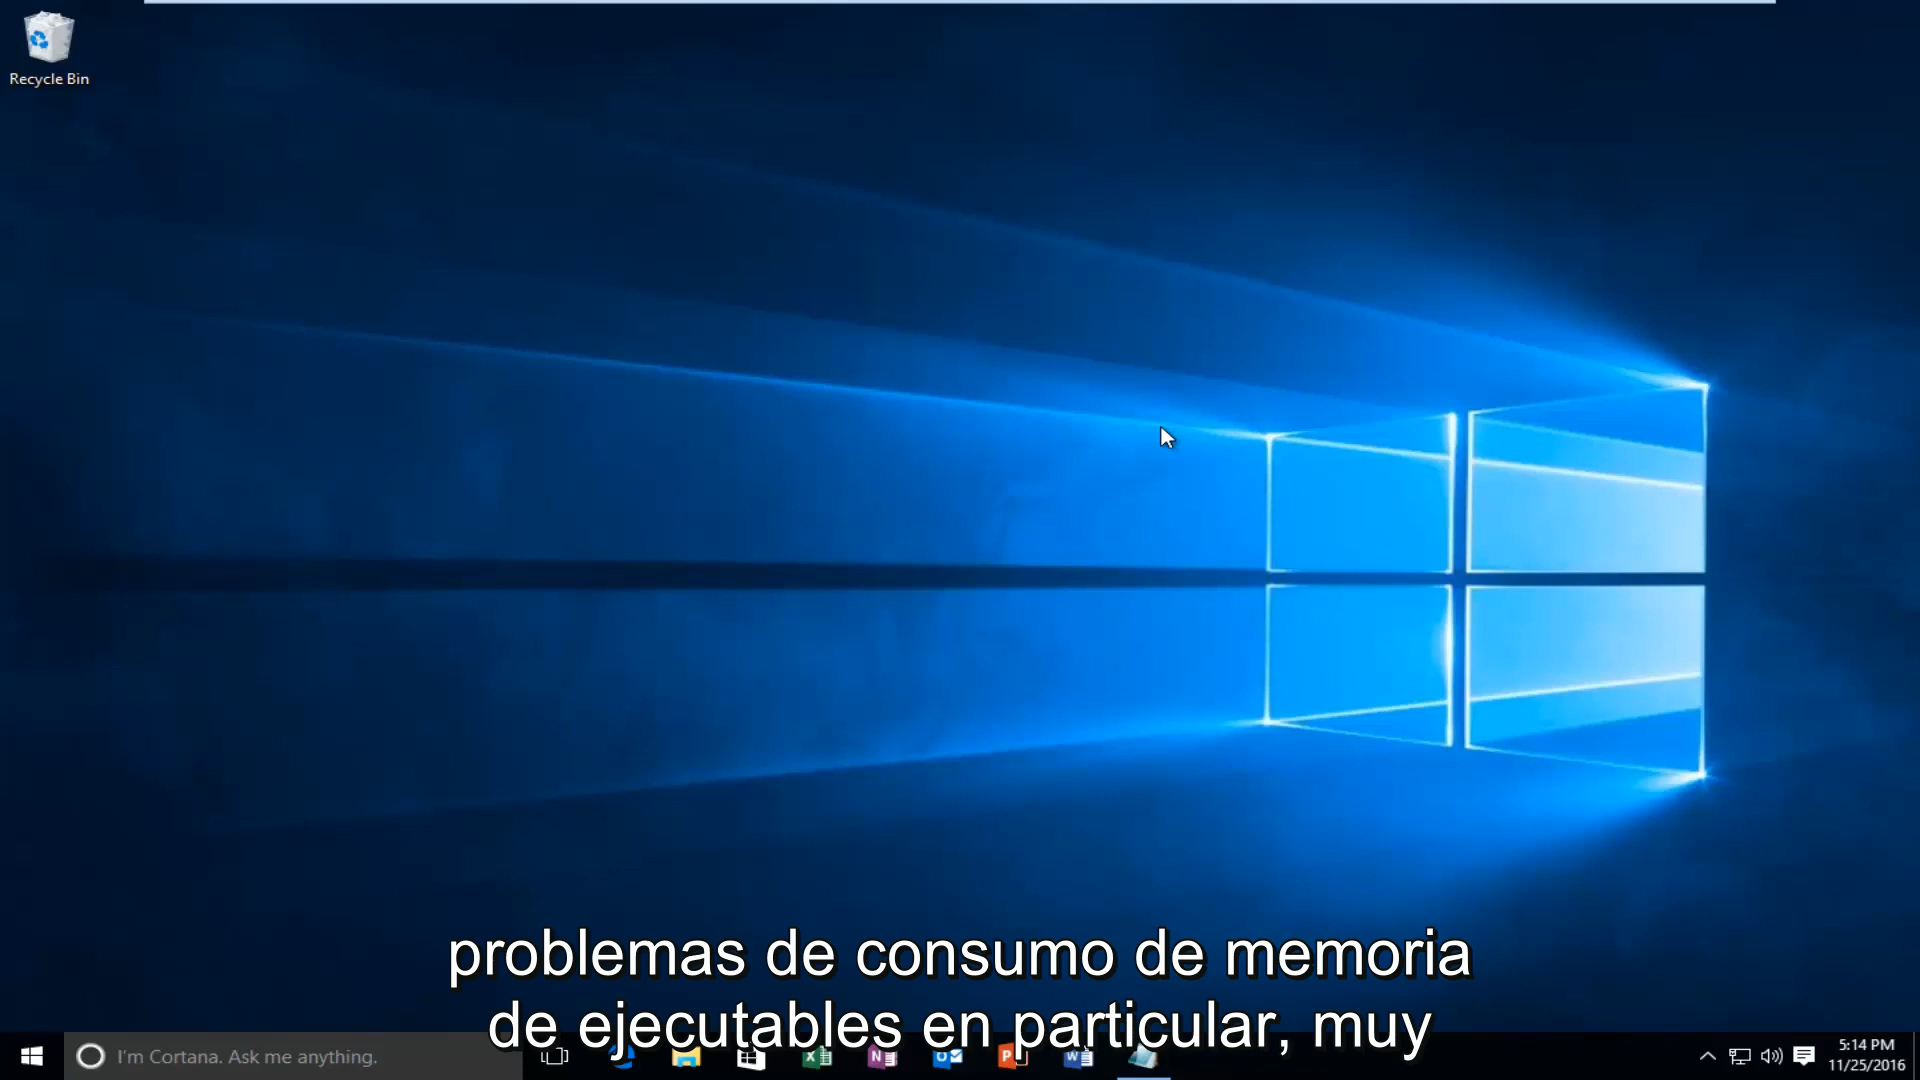 Recycle Bin
problemas de consumo de memoria
de ejecutables en particular, muy
I'm Cortana. Ask me anything.
5:14 PM
11/25/2016